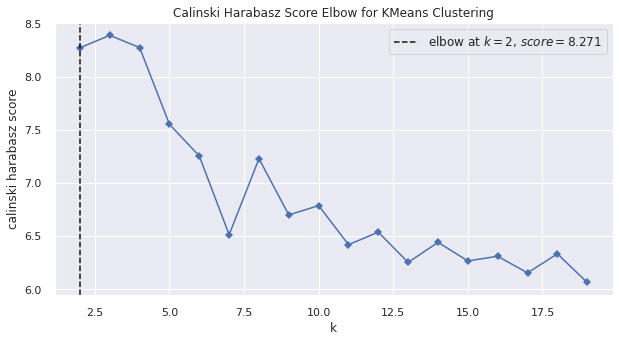 Calinski Harabasz Score Elbow for KMeans Clustering
elbow at k = 2, score = 8.271
calinski harabasz score
8.5
8.0
7.5
7.0
6.5
6.0
2.5 5.0 7.5 10.0 12.5 15.0 17.5
k